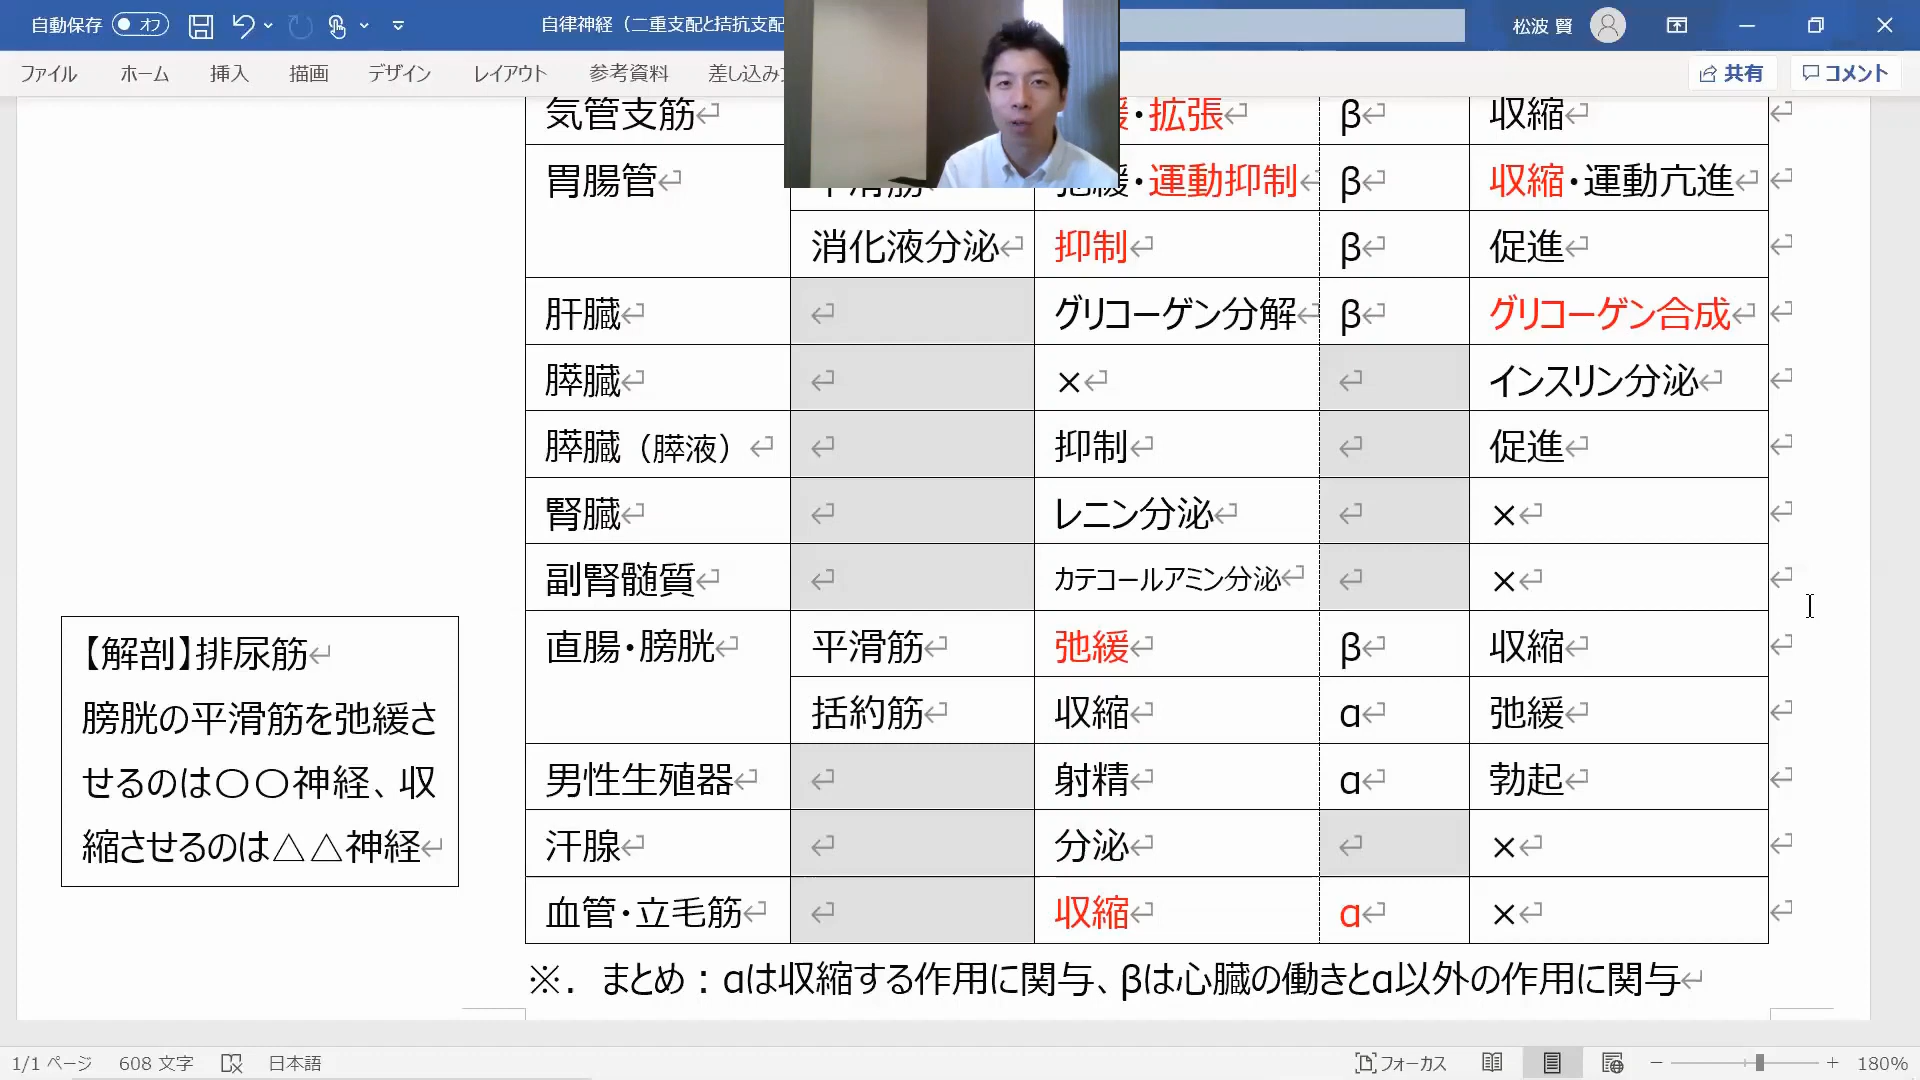 自動保存 オフ 自律神経（二重支配と拮抗支配 松波 賢
ファイル ホーム 挿入 描画 デザイン レイアウト 参考資料 差し込み 共有 コメント
気管支筋 ・拡張 β 収縮
胃腸管 平滑筋 弛緩・運動抑制 β 収縮・運動亢進
消化液分泌 抑制 β 促進
肝臓 グリコーゲン分解 β グリコーゲン合成
膵臓 × インスリン分泌
膵臓（膵液） 抑制 促進
腎臓 レニン分泌 ×
副腎髄質 カテコールアミン分泌 ×
直腸・膀胱 平滑筋 弛緩 β 収縮
括約筋 収縮 α 弛緩
男性生殖器 射精 α 勃起
汗腺 分泌 ×
血管・立毛筋 収縮 α ×
※．まとめ：αは収縮する作用に関与、βは心臓の働きとα以外の作用に関与
【解剖】排尿筋
膀胱の平滑筋を弛緩さ
せるのは〇〇神経、収
縮させるのは△△神経
1/1 ページ 608 文字 日本語 フォーカス 180%